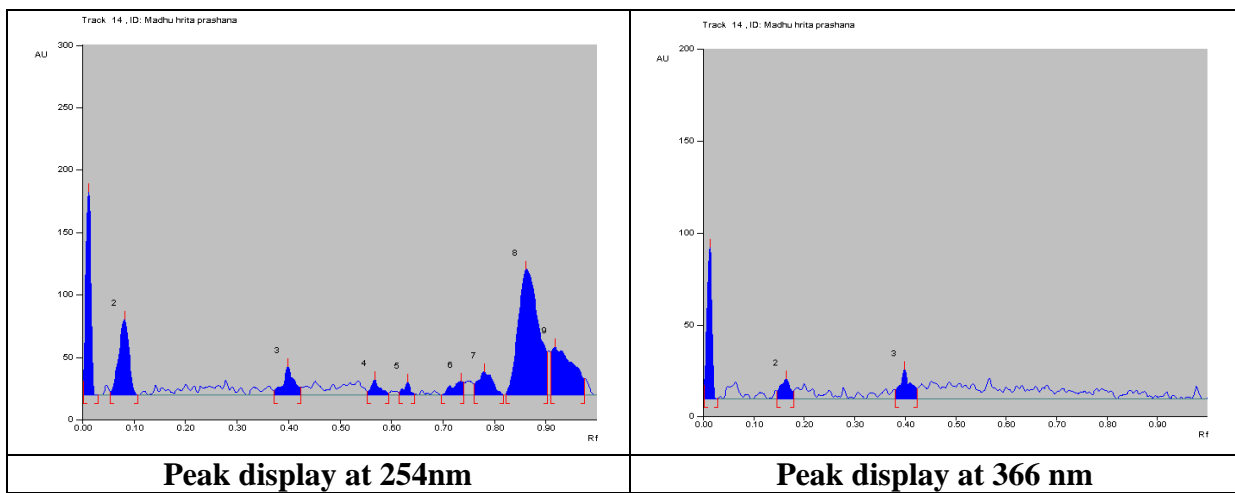 Track 14 , ID: Madhu hrita prashana
AU
300
250
200
150
100
50
0
2
3
4
5
6
7
8
9
0.00 0.10 0.20 0.30 0.40 0.50 0.60 0.70 0.80 0.90
Rf
Peak display at 254nm
Track 14 , ID: Madhu hrita prashana
AU
200
150
100
50
0
2
3
0.00 0.10 0.20 0.30 0.40 0.50 0.60 0.70 0.80 0.90
Rf
Peak display at 366 nm